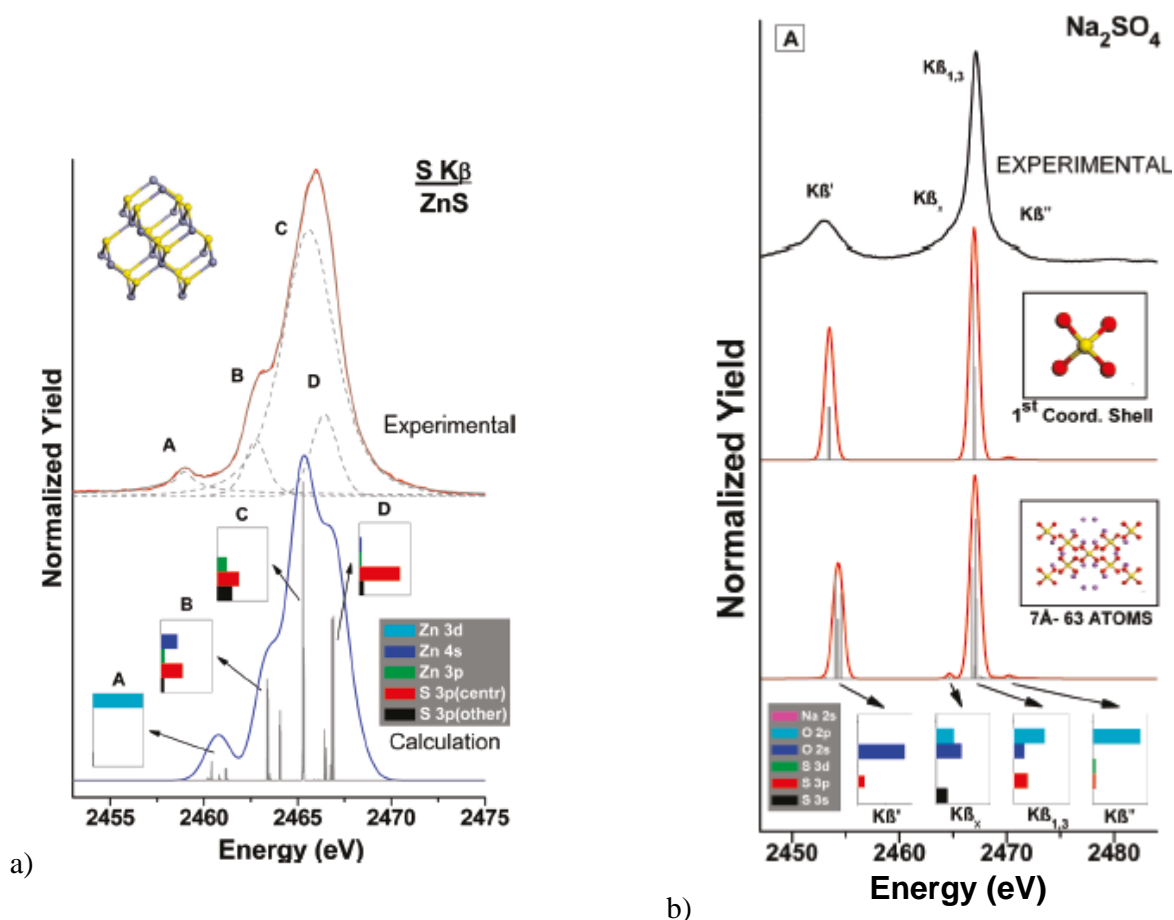 S Kβ
ZnS
A
B
C
D
Experimental
Normalized Yield
A
B
C
D
Zn 3d
Zn 4s
Zn 3p
S 3p(centr)
S 3p(other)
Calculation
2455 2460 2465 2470 2475
Energy (eV)
a)
A
Na₂SO₄
Kß₁,₃
EXPERIMENTAL
Kß'
Kßₓ
Kß"
1st Coord. Shell
Normalized Yield
7Å- 63 ATOMS
Na 2s
O 2p
O 2s
S 3d
S 3p
S 3s
Kß' Kßₓ Kß₁,₃ Kß"
2450 2460 2470 2480
Energy (eV)
b)